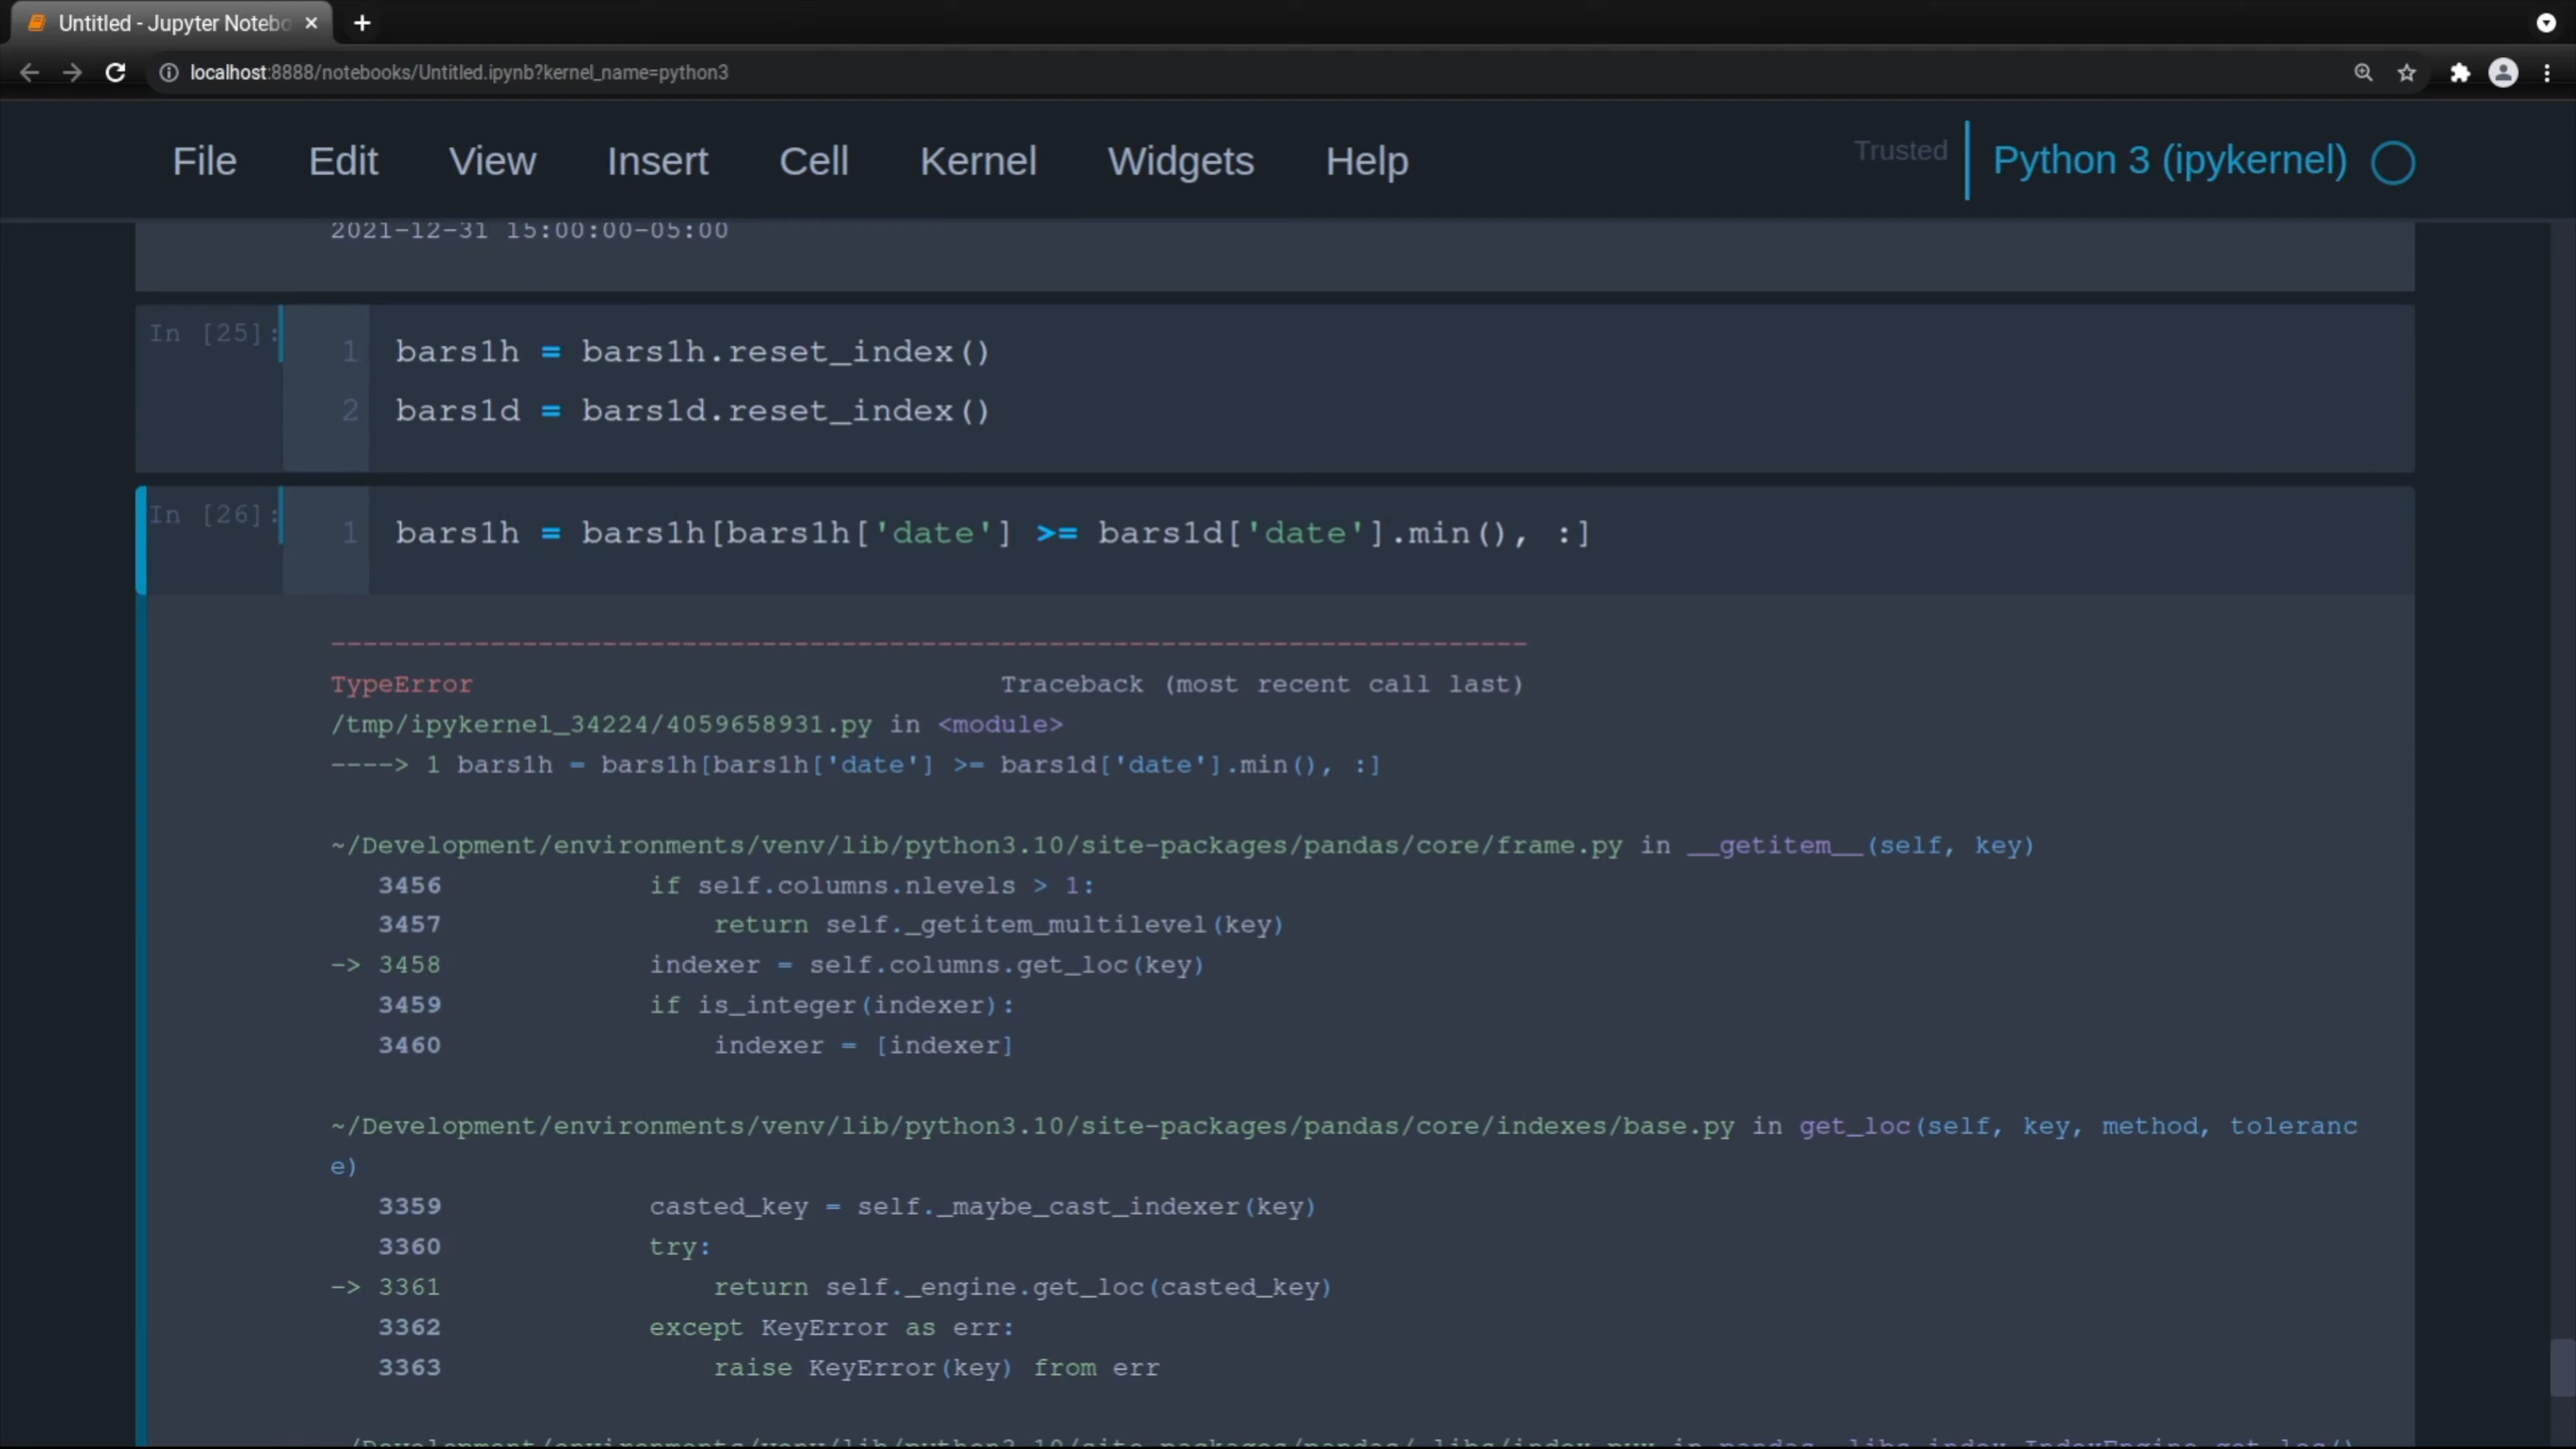 Untitled - Jupyter Notebo
localhost:8888/notebooks/Untitled.ipynb?kernel_name=python3
File Edit View Insert Cell Kernel Widgets Help Trusted Python 3 (ipykernel)
2021-12-31 15:00:00-05:00
In [25]:
1 bars1h = bars1h.reset_index()
2 bars1d = bars1d.reset_index()
In [26]:
1 bars1h = bars1h[bars1h['date'] >= bars1d['date'].min(), :]
---------------------------------------------------------------------------
TypeError Traceback (most recent call last)
/tmp/ipykernel_34224/4059658931.py in <module>
----> 1 bars1h = bars1h[bars1h['date'] >= bars1d['date'].min(), :]
~/Development/environments/venv/lib/python3.10/site-packages/pandas/core/frame.py in __getitem__(self, key)
3456 if self.columns.nlevels > 1:
3457 return self._getitem_multilevel(key)
-> 3458 indexer = self.columns.get_loc(key)
3459 if is_integer(indexer):
3460 indexer = [indexer]
~/Development/environments/venv/lib/python3.10/site-packages/pandas/core/indexes/base.py in get_loc(self, key, method, toleranc
e)
3359 casted_key = self._maybe_cast_indexer(key)
3360 try:
-> 3361 return self._engine.get_loc(casted_key)
3362 except KeyError as err:
3363 raise KeyError(key) from err